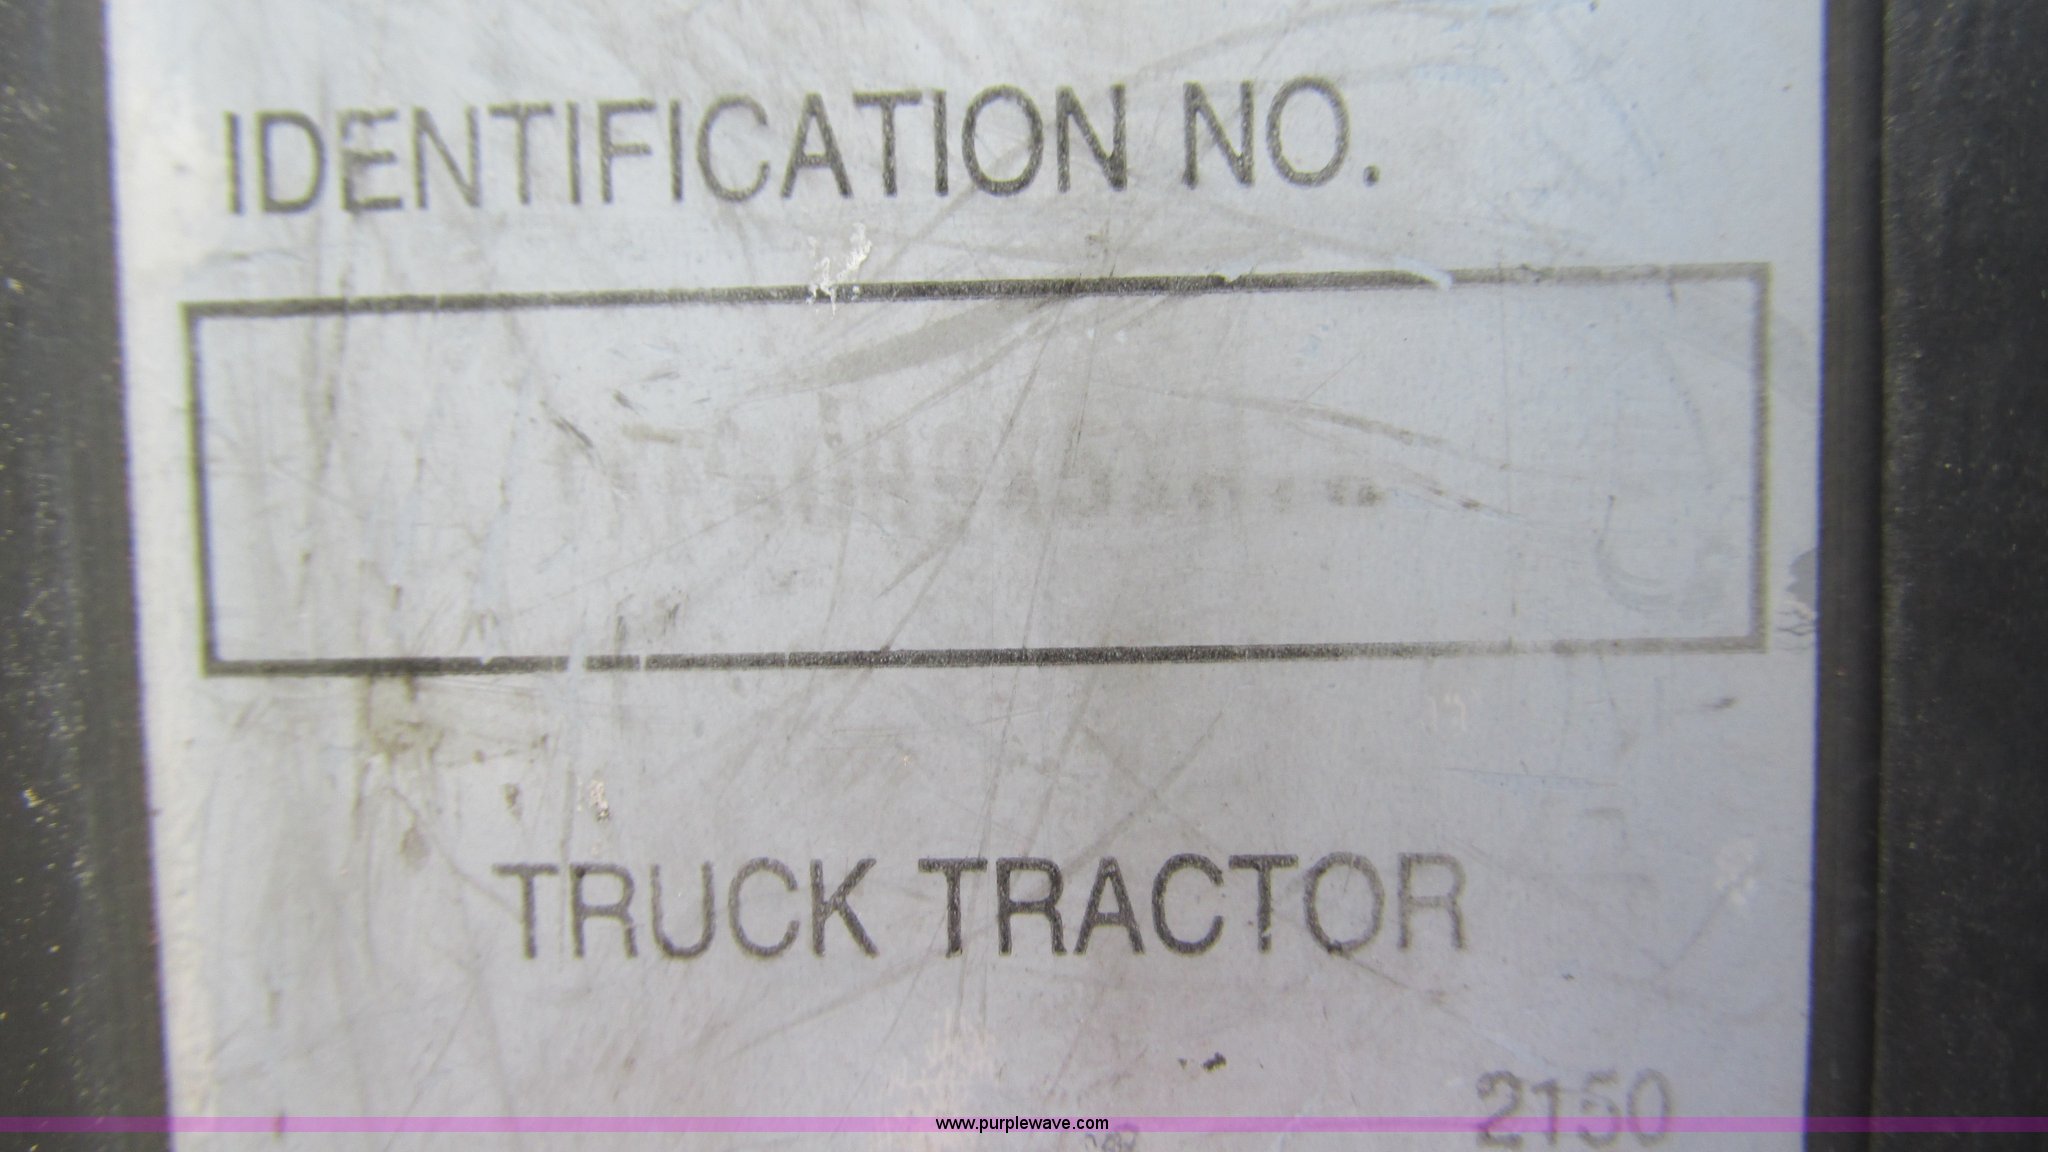 IDENTIFICATION NO.
TRUCK TRACTOR
2150
www.purplewave.com